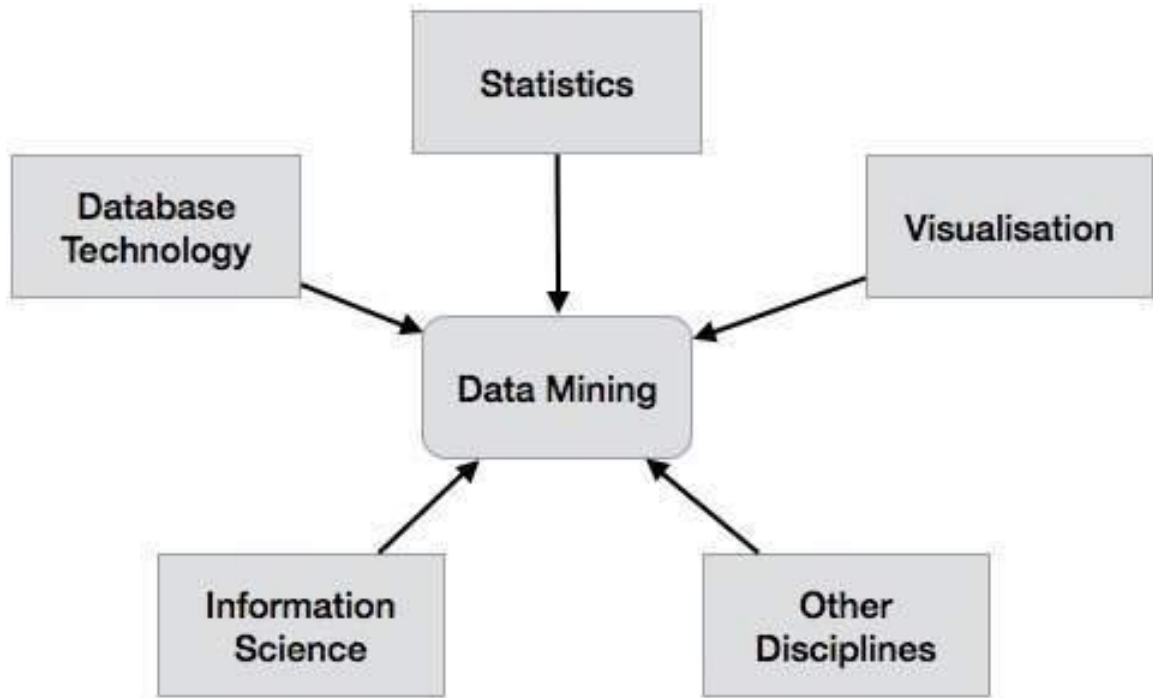 Statistics
Database
Technology
Visualisation
Data Mining
Information
Science
Other
Disciplines